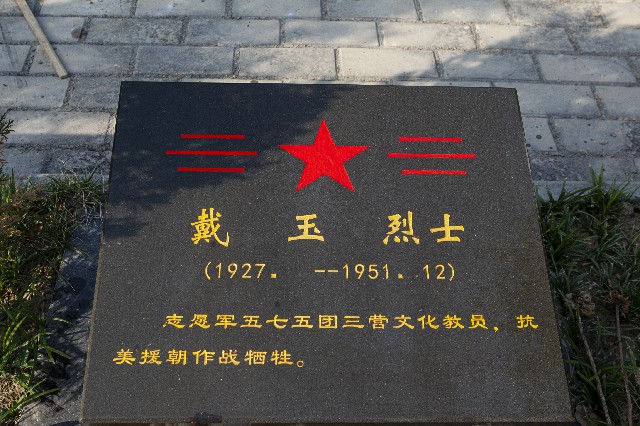 戴 玉 烈士
(1927。 --1951。12)
志愿军五七五团三营文化教员，抗
美援朝作战牺牲。